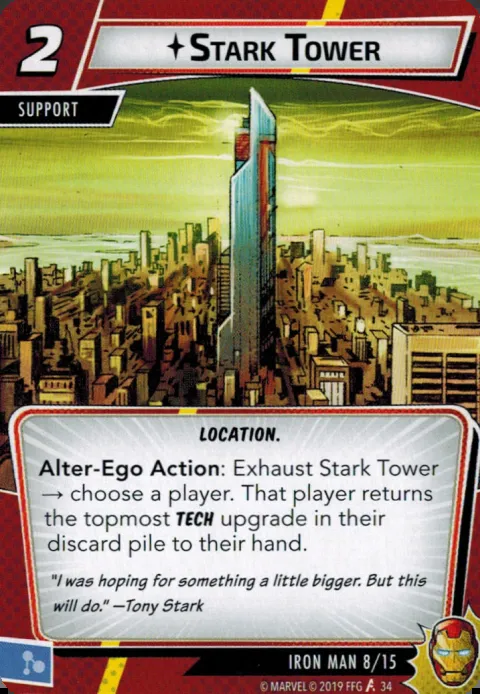 2
Stark Tower
SUPPORT
LOCATION.
Alter-Ego Action: Exhaust Stark Tower
→ choose a player. That player returns
the topmost TECH upgrade in their
discard pile to their hand.
"I was hoping for something a little bigger. But this
will do." —Tony Stark
IRON MAN 8/15
© MARVEL © 2019 FFG 34